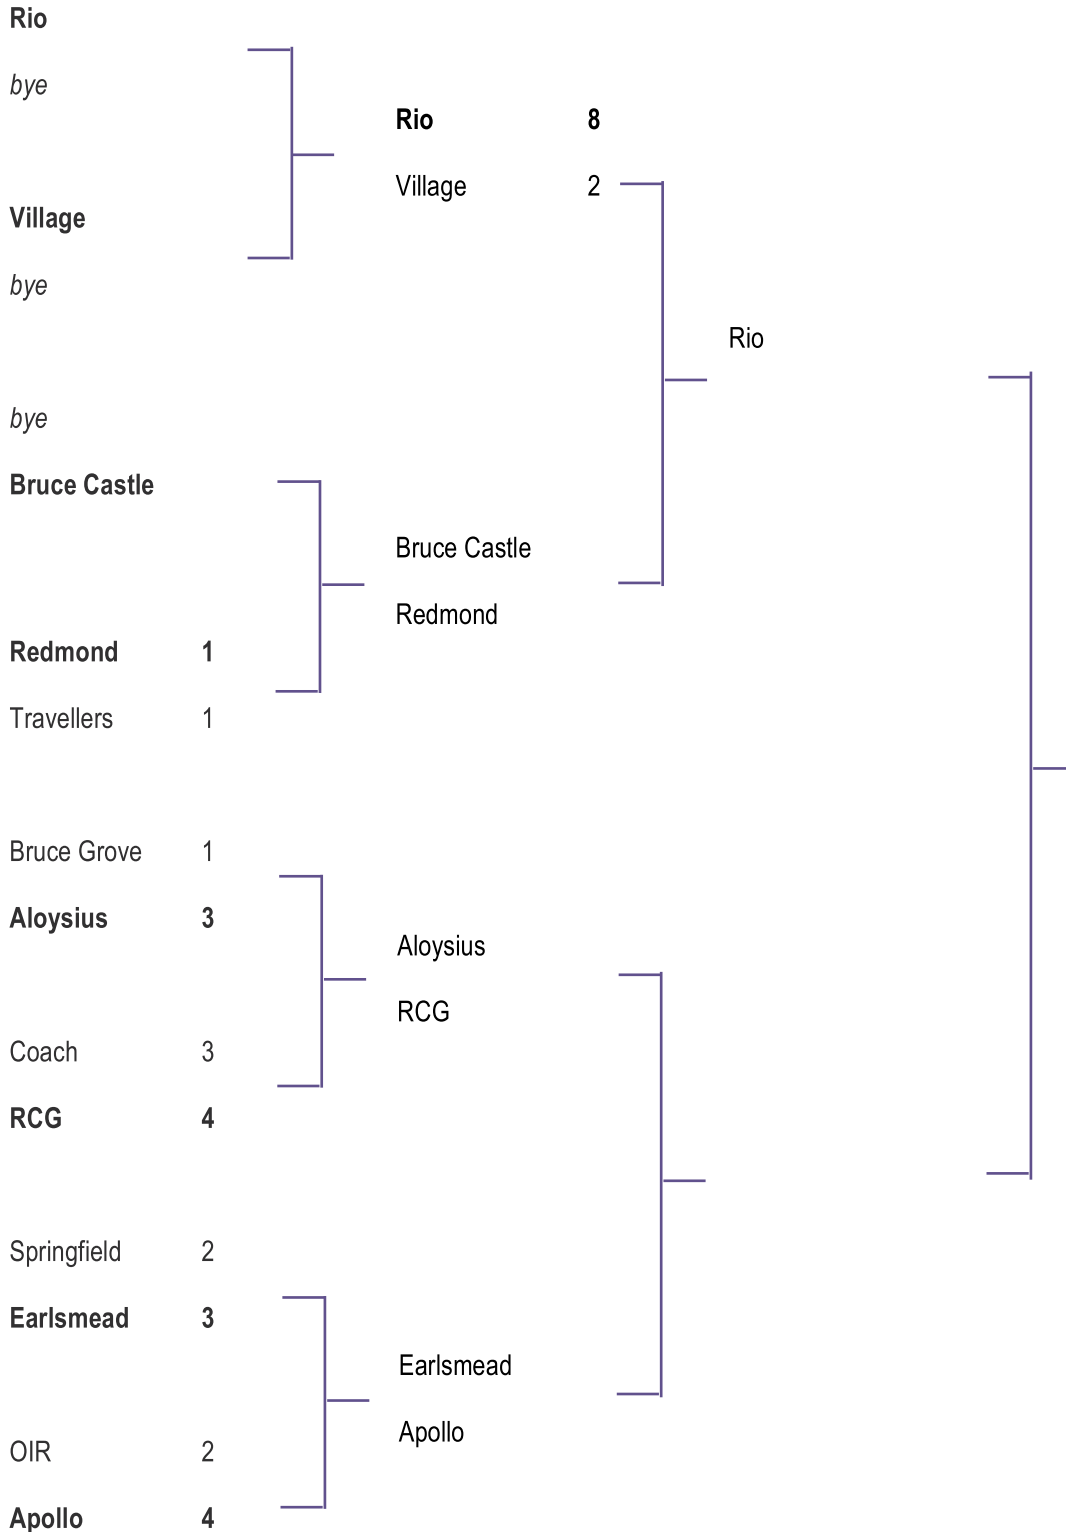 Rio
bye
Rio 8
Village 2
Village
bye
Rio
bye
Bruce Castle
Bruce Castle
Redmond
Redmond 1
Travellers 1
Bruce Grove 1
Aloysius 3
Aloysius
RCG
Coach 3
RCG 4
Springfield 2
Earlsmead 3
Earlsmead
Apollo
OIR 2
Apollo 4